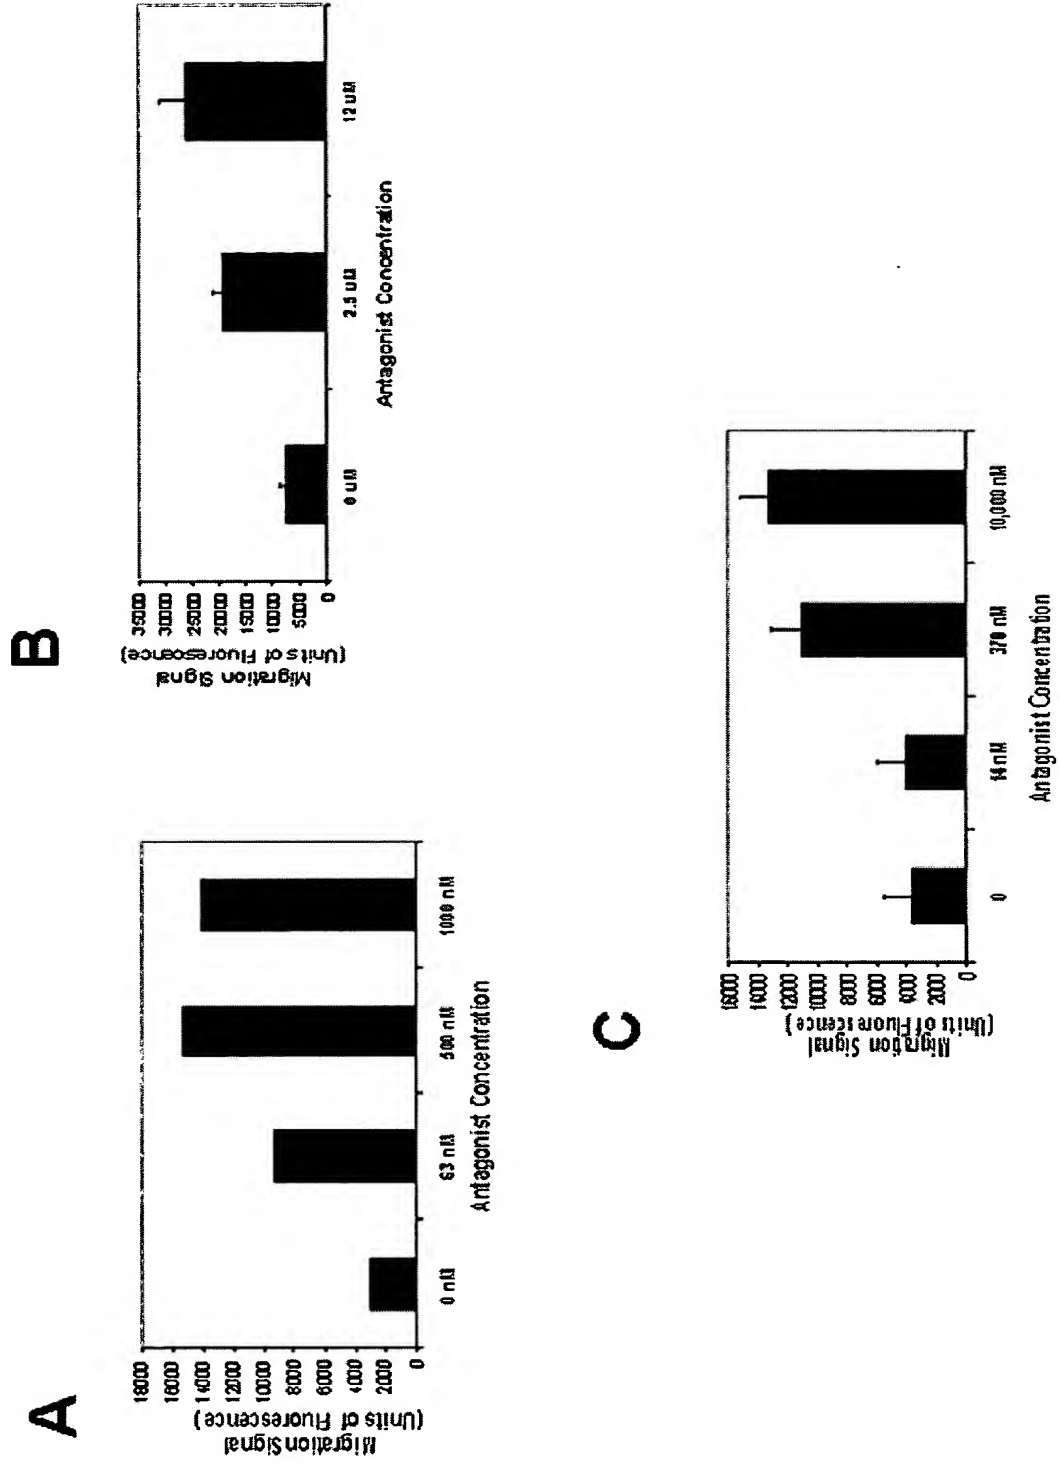 A
Migration Signal
(Units of Fluorescence)
18000
16000
14000
12000
10000
8000
6000
4000
2000
0
0 nM
63 nM
500 nM
1000 nM
Antagonist Concentration
B
Migration Signal
(Units of Fluorescence)
35000
30000
25000
20000
15000
10000
5000
0
0 uM
2.5 uM
12 uM
Antagonist Concentration
C
Migration Signal
(Units of Fluorescence)
16000
14000
12000
10000
8000
6000
4000
2000
0
0
14 nM
370 nM
10,000 nM
Antagonist Concentration